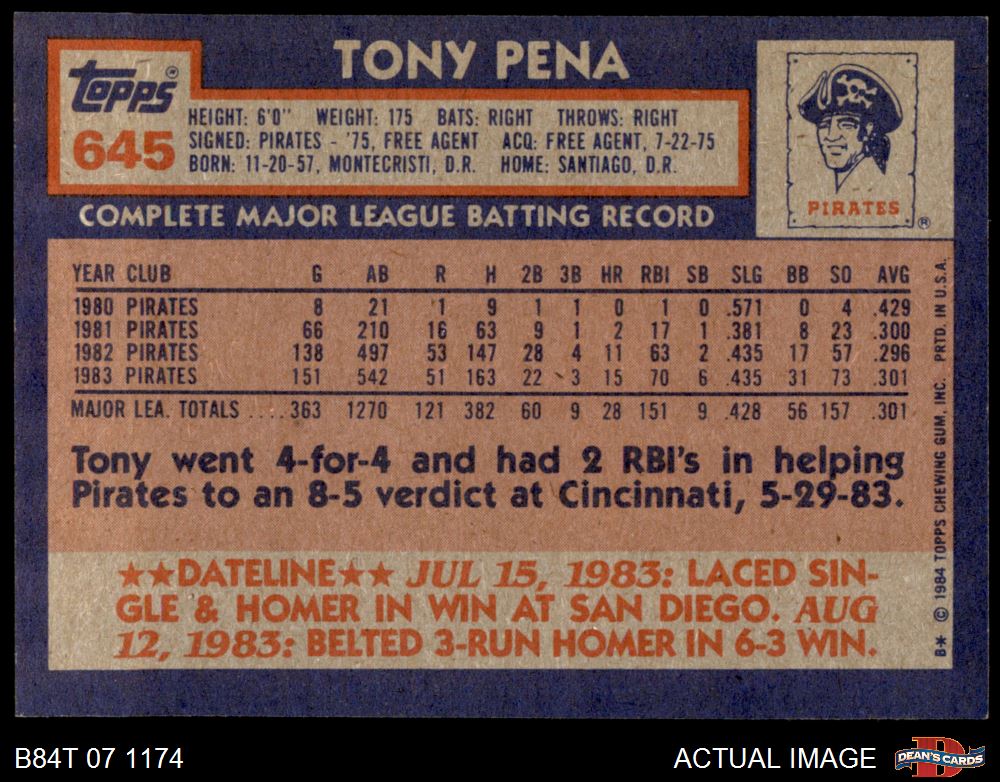 TONY PENA
Topps®
645
HEIGHT: 6'0" WEIGHT: 175 BATS: RIGHT THROWS: RIGHT
SIGNED: PIRATES - '75, FREE AGENT ACQ: FREE AGENT, 7-22-75
BORN: 11-20-57, MONTECRISTI, D.R. HOME: SANTIAGO, D.R.
PIRATES ®
COMPLETE MAJOR LEAGUE BATTING RECORD
YEAR CLUB G AB R H 2B 3B HR RBI SB SLG BB SO AVG
1980 PIRATES 8 21 1 9 1 1 0 1 0 .571 0 4 .429
1981 PIRATES 66 210 16 63 9 1 2 17 1 .381 8 23 .300
1982 PIRATES 138 497 53 147 28 4 11 63 2 .435 17 57 .296
1983 PIRATES 151 542 51 163 22 3 15 70 6 .435 31 73 .301
MAJOR LEA. TOTALS .... 363 1270 121 382 60 9 28 151 9 .428 56 157 .301
Tony went 4-for-4 and had 2 RBI's in helping
Pirates to an 8-5 verdict at Cincinnati, 5-29-83.
★★DATELINE★★ JUL 15, 1983: LACED SIN-
GLE & HOMER IN WIN AT SAN DIEGO. AUG
12, 1983: BELTED 3-RUN HOMER IN 6-3 WIN.
B* © 1984 TOPPS CHEWING GUM, INC. PRTD. IN U.S.A.
B84T 07 1174
ACTUAL IMAGE
D
DEAN'S CARDS